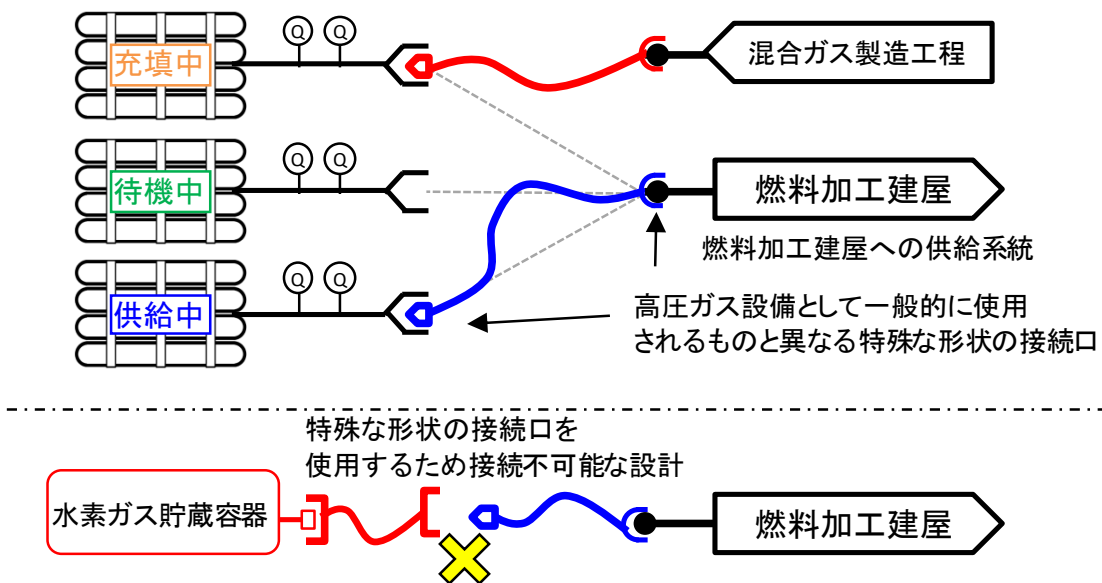 充填中
Q Q
混合ガス製造工程
待機中
Q Q
燃料加工建屋
燃料加工建屋への供給系統
供給中
Q Q
高圧ガス設備として一般的に使用
されるものと異なる特殊な形状の接続口
特殊な形状の接続口を
使用するため接続不可能な設計
水素ガス貯蔵容器
燃料加工建屋